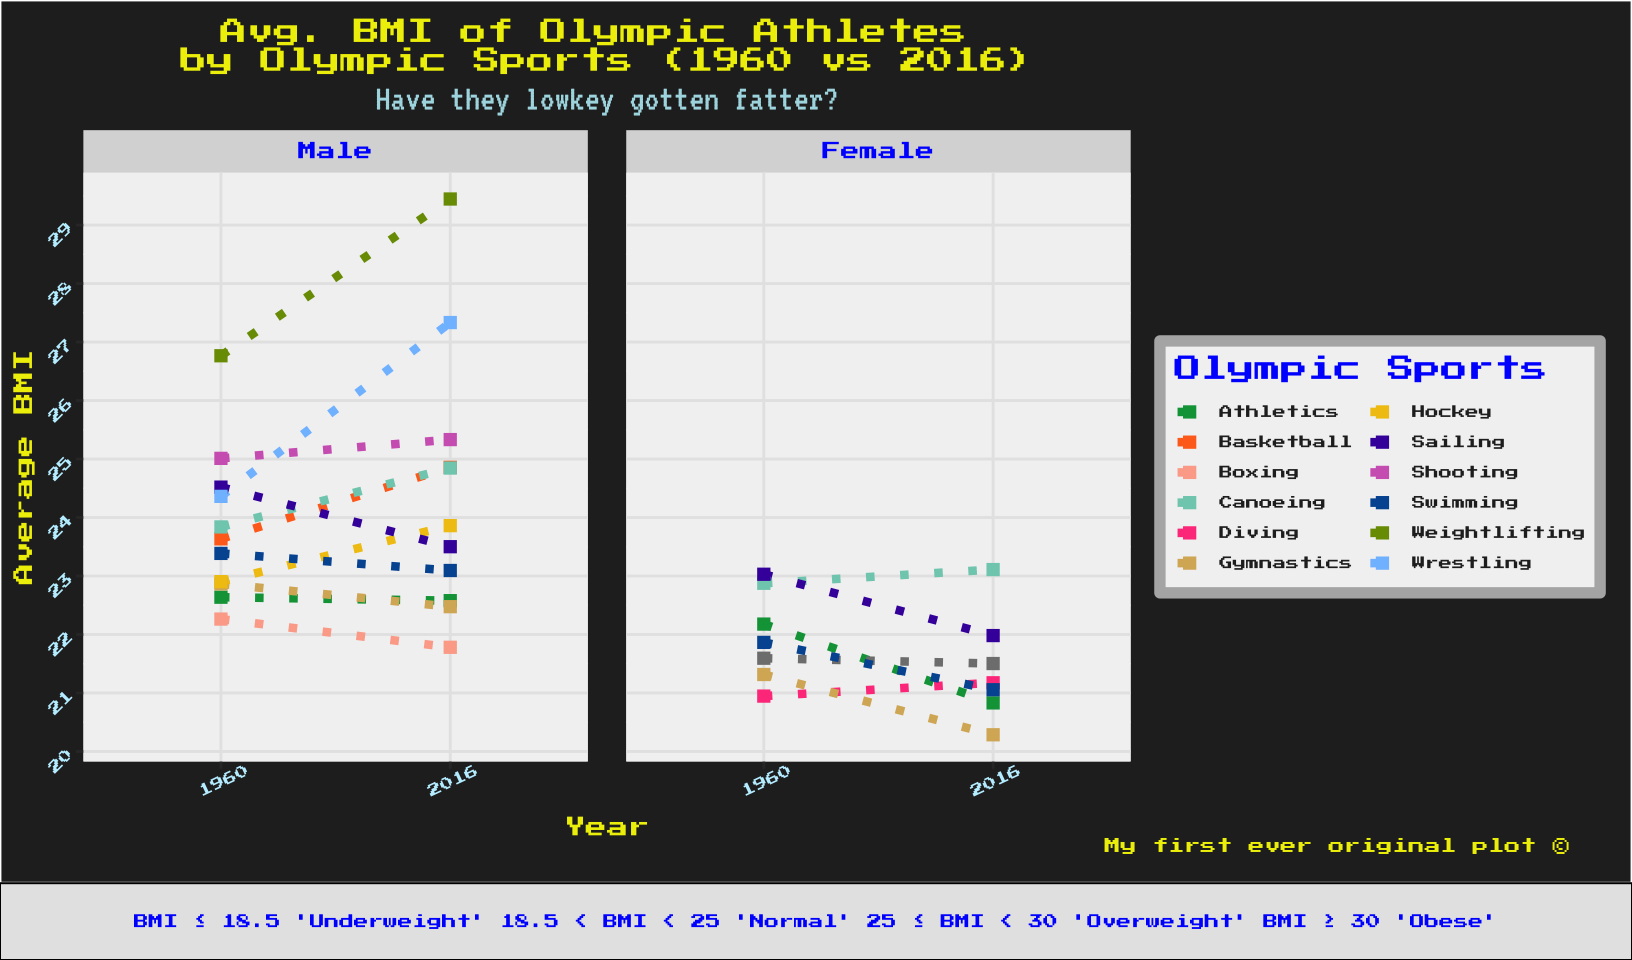 Avg. BMI of Olympic Athletes
by Olympic Sports (1960 vs 2016)
Have they lowkey gotten fatter?
Male
Female
Average BMI
29
28
27
26
25
24
23
22
21
20
1960
2016
1960
2016
Year
Olympic Sports
Athletics
Basketball
Boxing
Canoeing
Diving
Gymnastics
Hockey
Sailing
Shooting
Swimming
Weightlifting
Wrestling
My first ever original plot ©
BMI ≤ 18.5 'Underweight' 18.5 < BMI < 25 'Normal' 25 ≤ BMI < 30 'Overweight' BMI ≥ 30 'Obese'